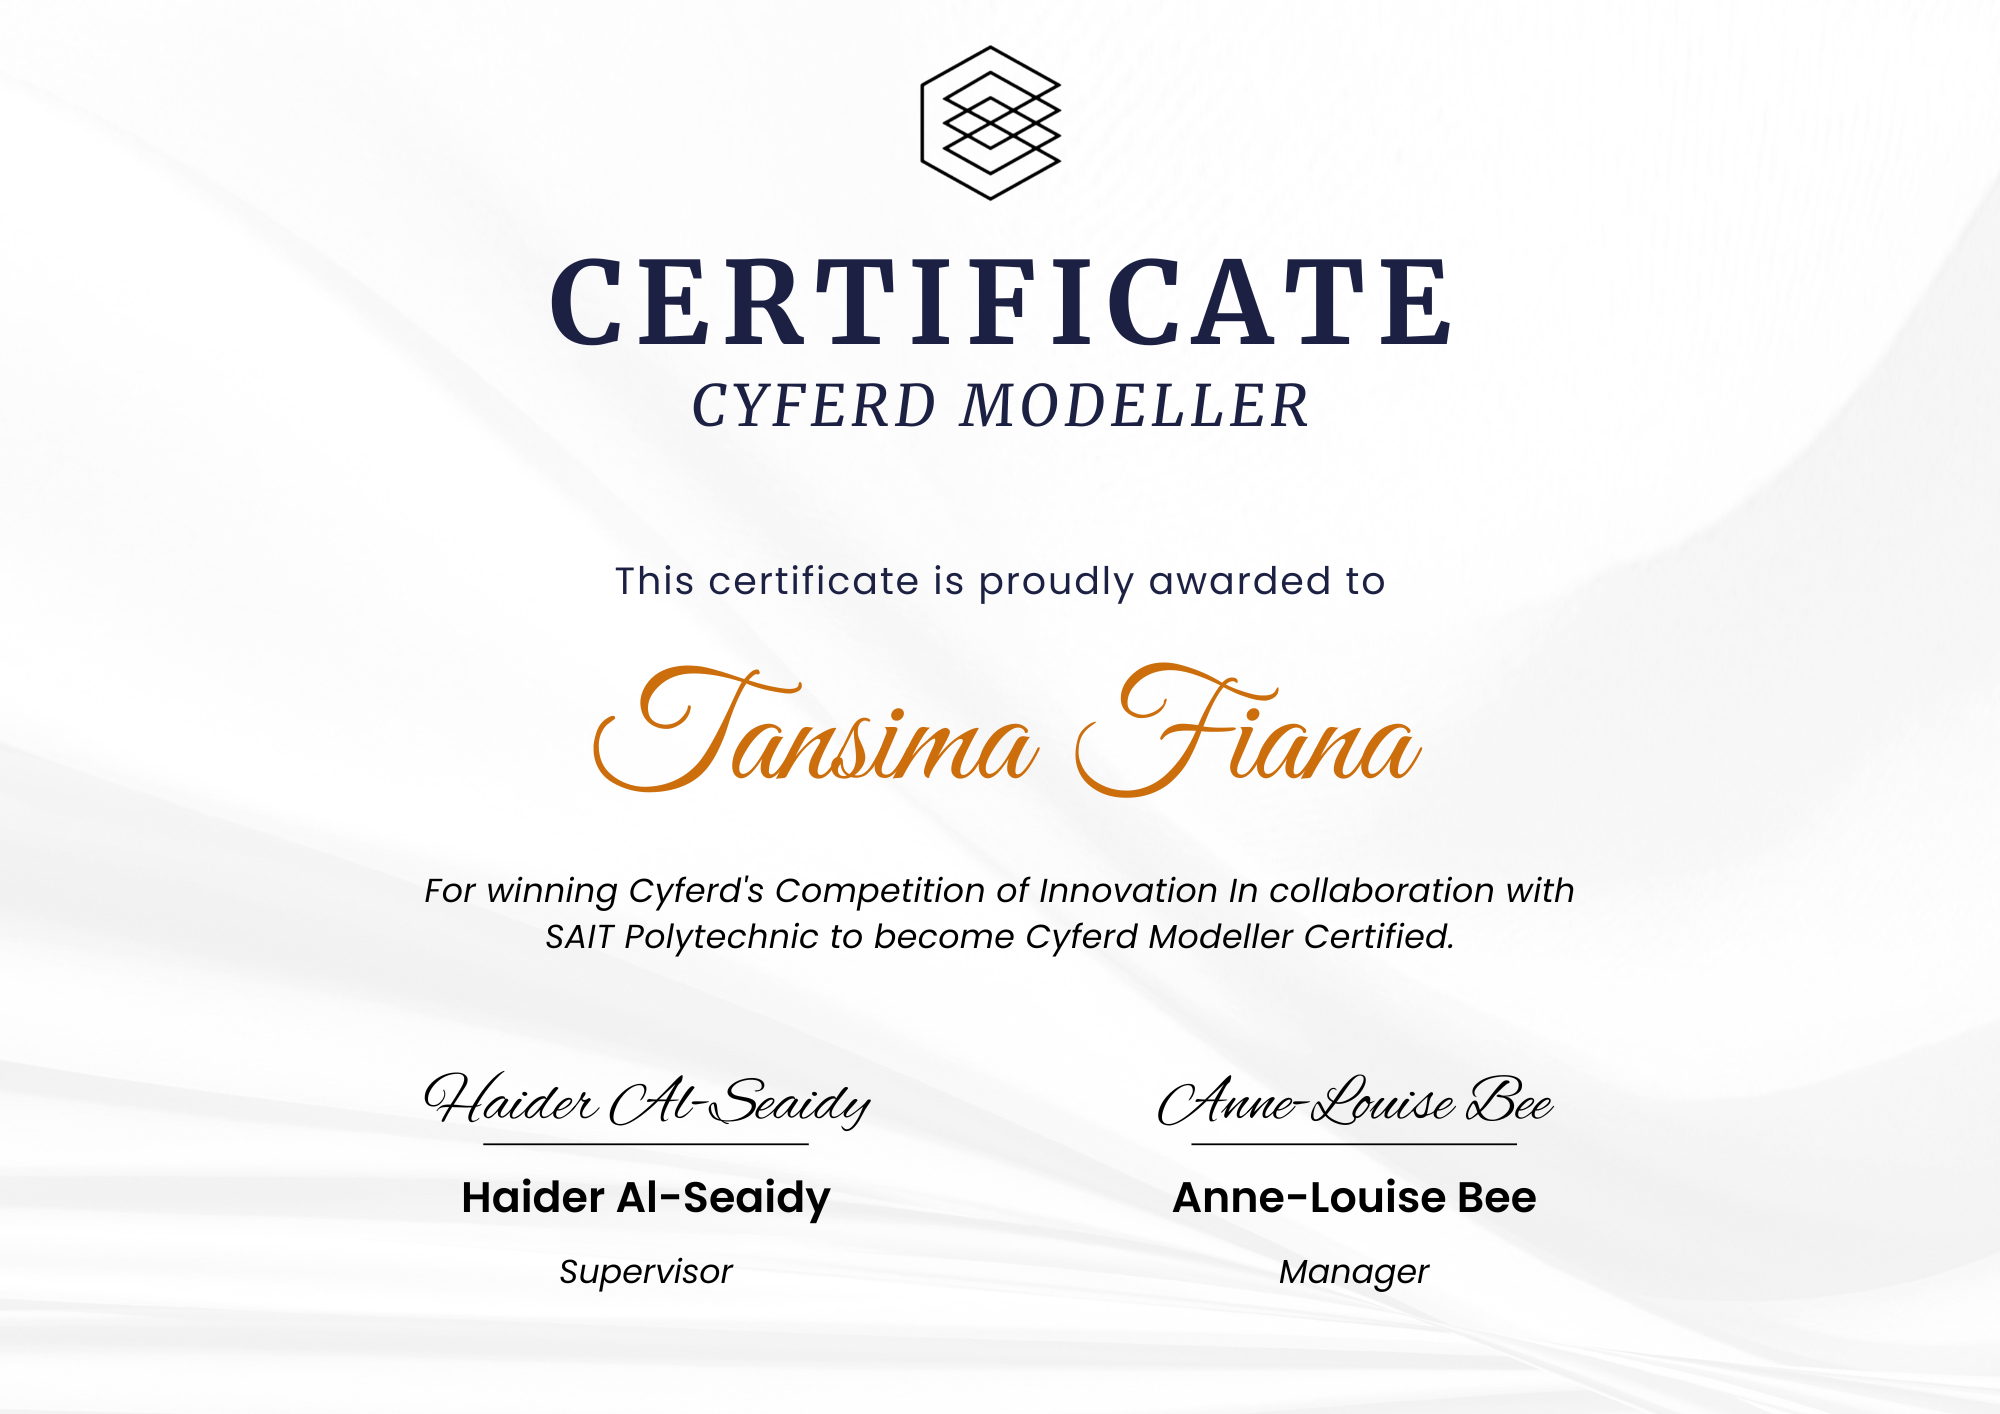 CERTIFICATE
CYFERD MODELLER
This certificate is proudly awarded to
Tansima Fiana
For winning Cyferd's Competition of Innovation In collaboration with
SAIT Polytechnic to become Cyferd Modeller Certified.
Haider Al-Seaidy
Anne-Louise Bee
Haider Al-Seaidy
Anne-Louise Bee
Supervisor
Manager